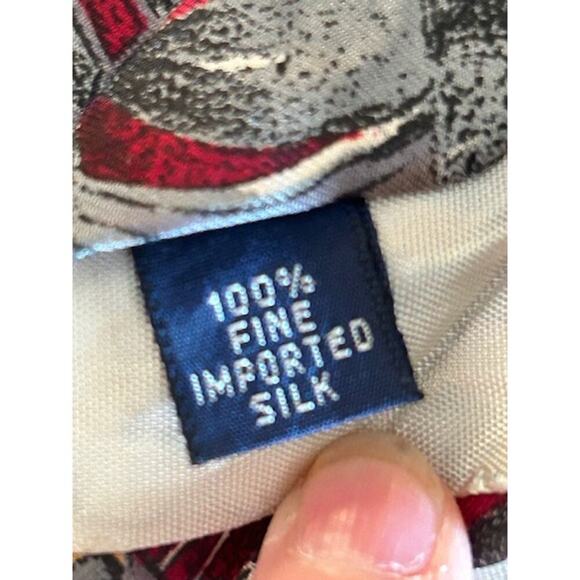 100%
FINE
IMPORTED
SILK